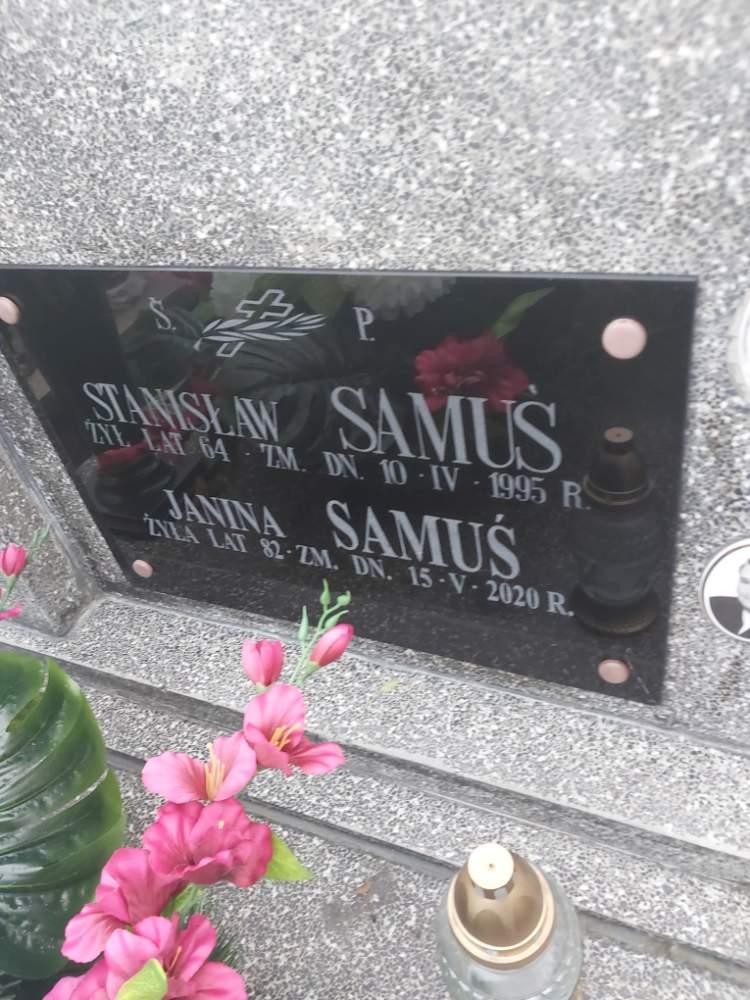 Ś. P.
STANISŁAW SAMUŚ
ŻYŁ LAT 64 · ZM. DN. 10 · IV · 1995 R.
JANINA SAMUŚ
ŻYŁA LAT 82 · ZM. DN. 15 · V · 2020 R.